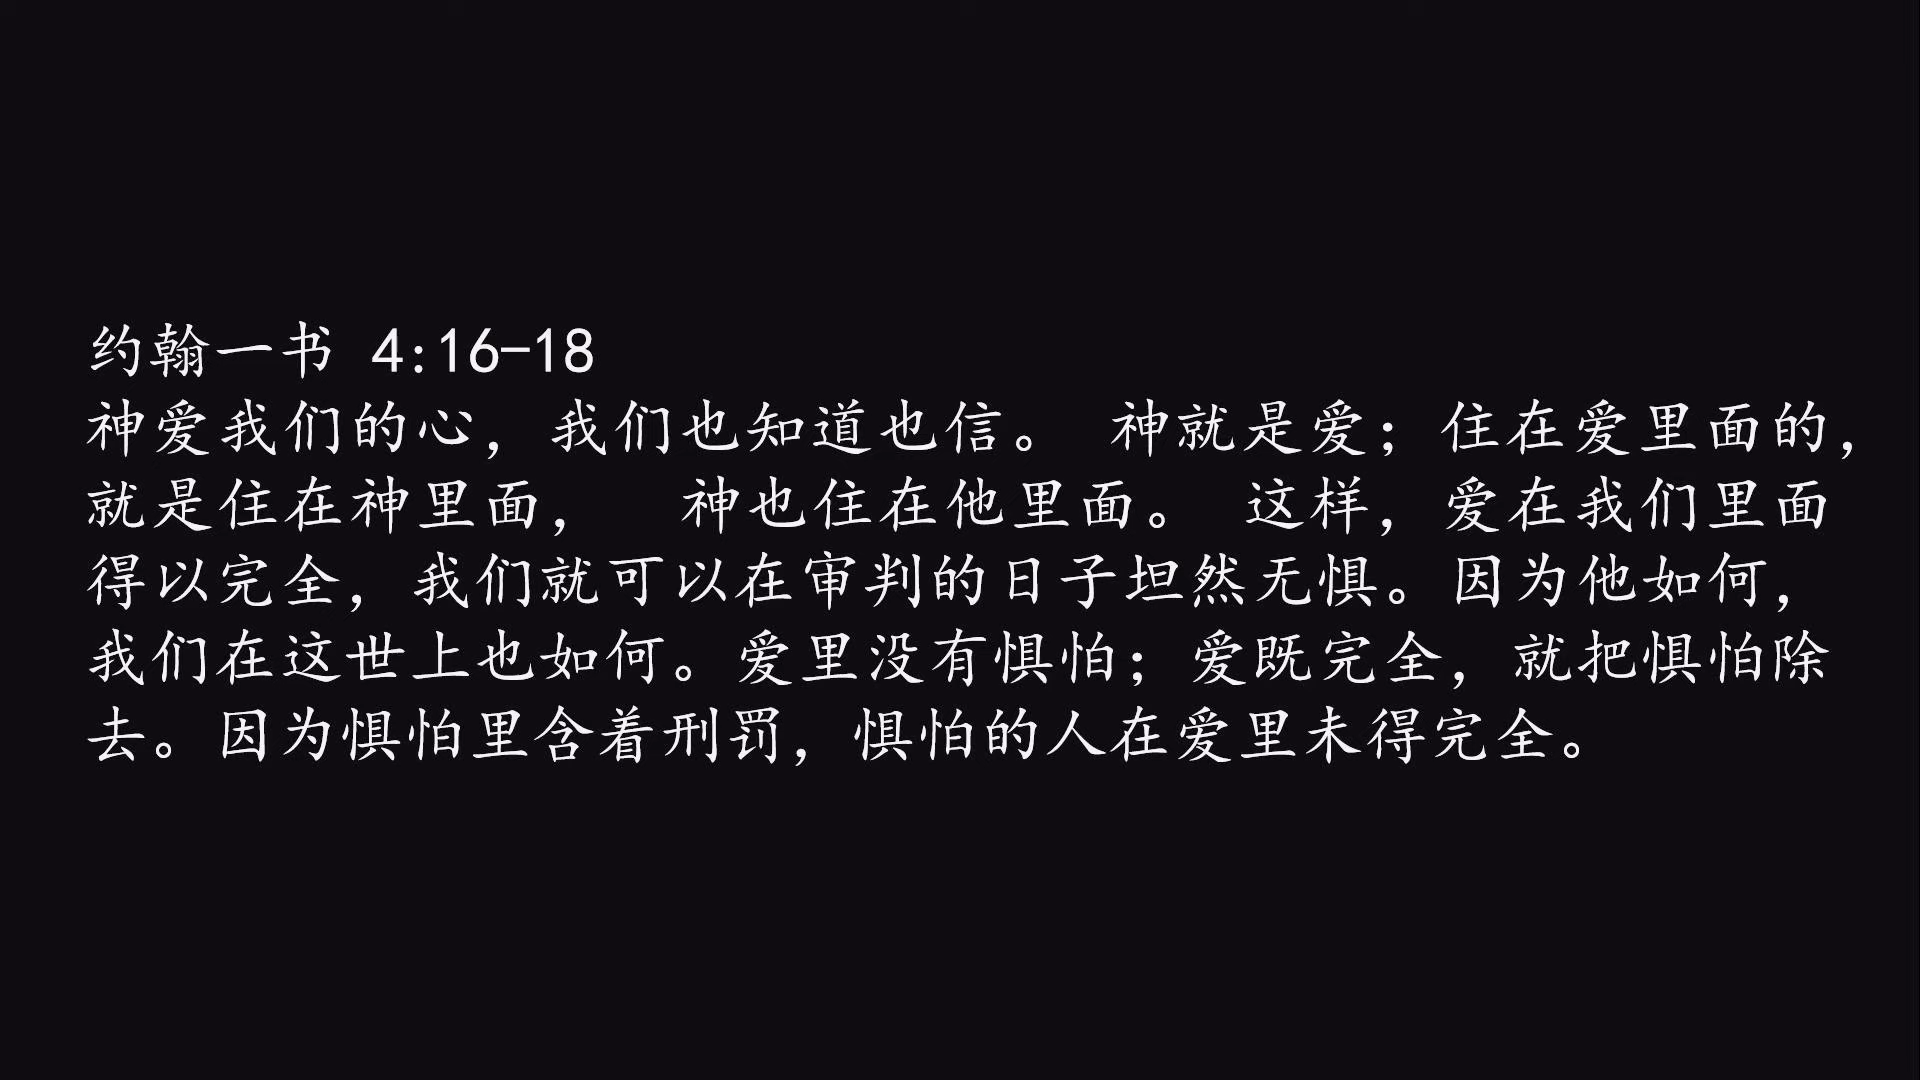 约翰一书 4:16-18
神爱我们的心，我们也知道也信。 神就是爱；住在爱里面的，
就是住在神里面，  神也住在他里面。 这样，爱在我们里面
得以完全，我们就可以在审判的日子坦然无惧。因为他如何，
我们在这世上也如何。爱里没有惧怕；爱既完全，就把惧怕除
去。因为惧怕里含着刑罚，惧怕的人在爱里未得完全。